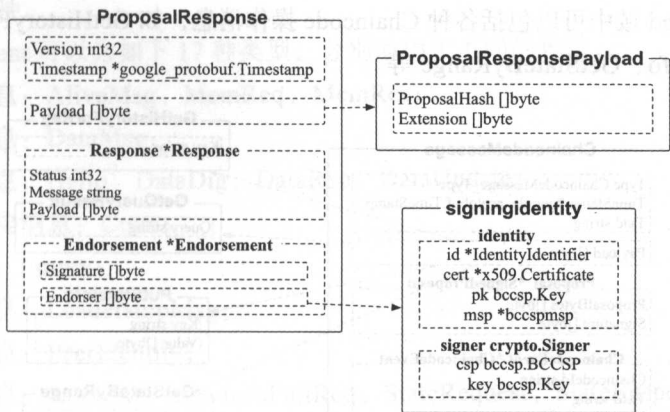 ProposalResponse
Version int32
Timestamp *google_protobuf.Timestamp
Payload []byte
Response *Response
Status int32
Message string
Payload []byte
Endorsement *Endorsement
Signature []byte
Endorser []byte
ProposalResponsePayload
ProposalHash []byte
Extension []byte
signingidentity
identity
id *IdentityIdentifier
cert *x509.Certificate
pk bccsp.Key
msp *bccspmsp
signer crypto.Signer
csp bccsp.BCCSP
key bccsp.Key